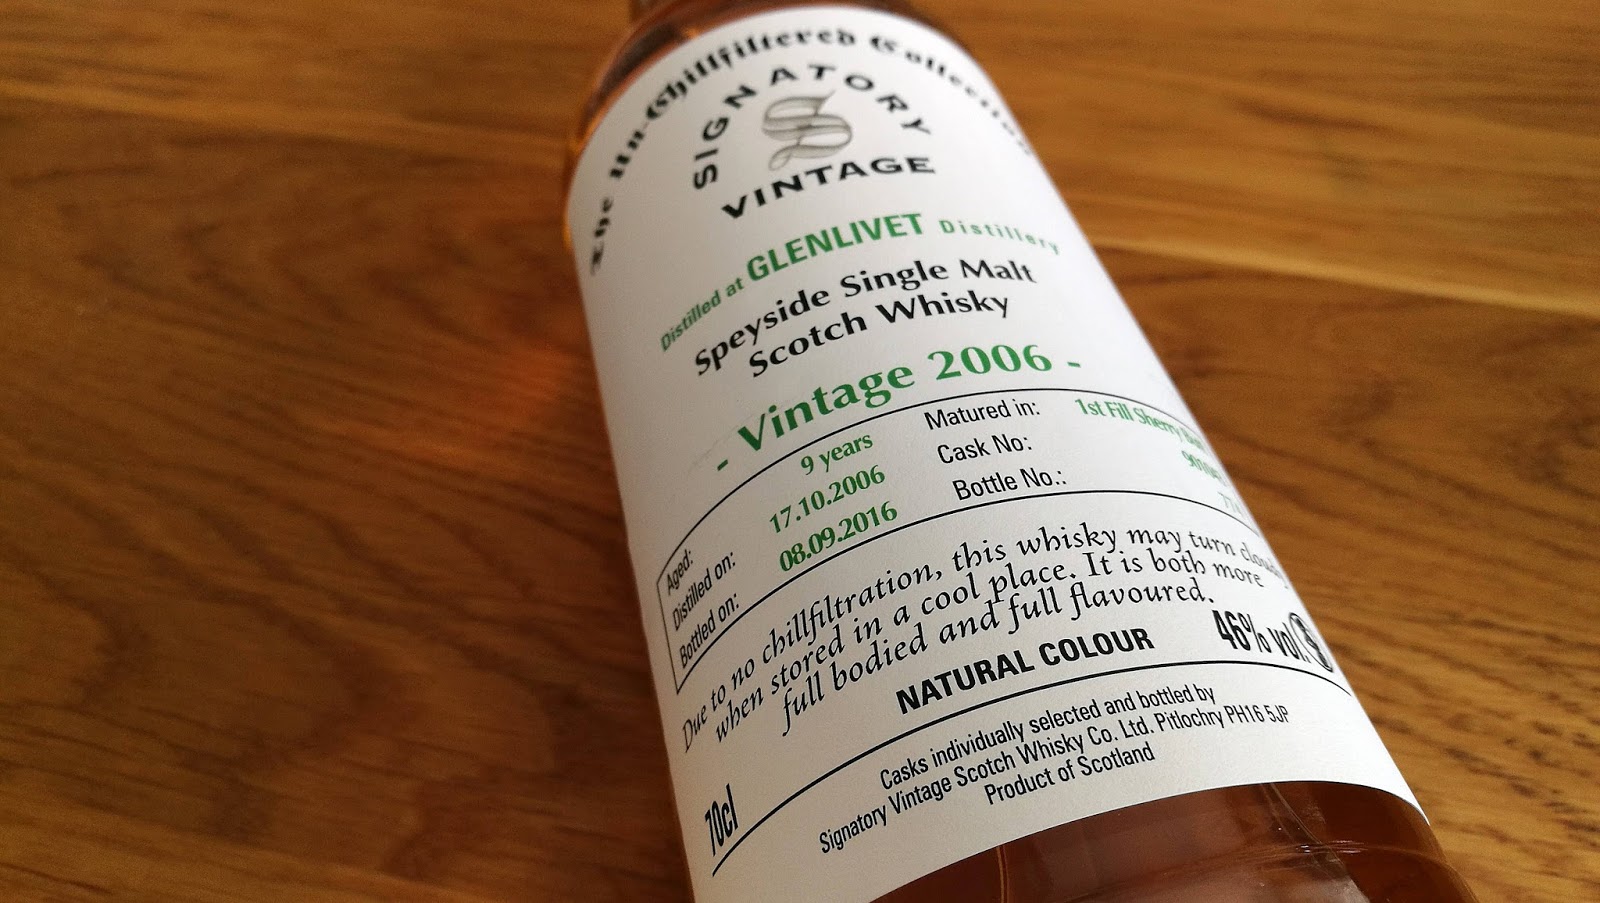 The Un-Chillfiltered Collection
SIGNATORY
S
VINTAGE
Distilled at GLENLIVET Distillery
Speyside Single Malt
Scotch Whisky
- Vintage 2006 -
Aged: 9 years
Distilled on: 17.10.2006
Bottled on: 08.09.2016
Matured in: 1st Fill Sherry
Cask No:
Bottle No.:
Due to no chillfiltration, this whisky may turn cloudy
when stored in a cool place. It is both more
full bodied and full flavoured.
NATURAL COLOUR
46% vol.
70cl
Casks individually selected and bottled by
Signatory Vintage Scotch Whisky Co. Ltd. Pitlochry PH16 5JP
Product of Scotland